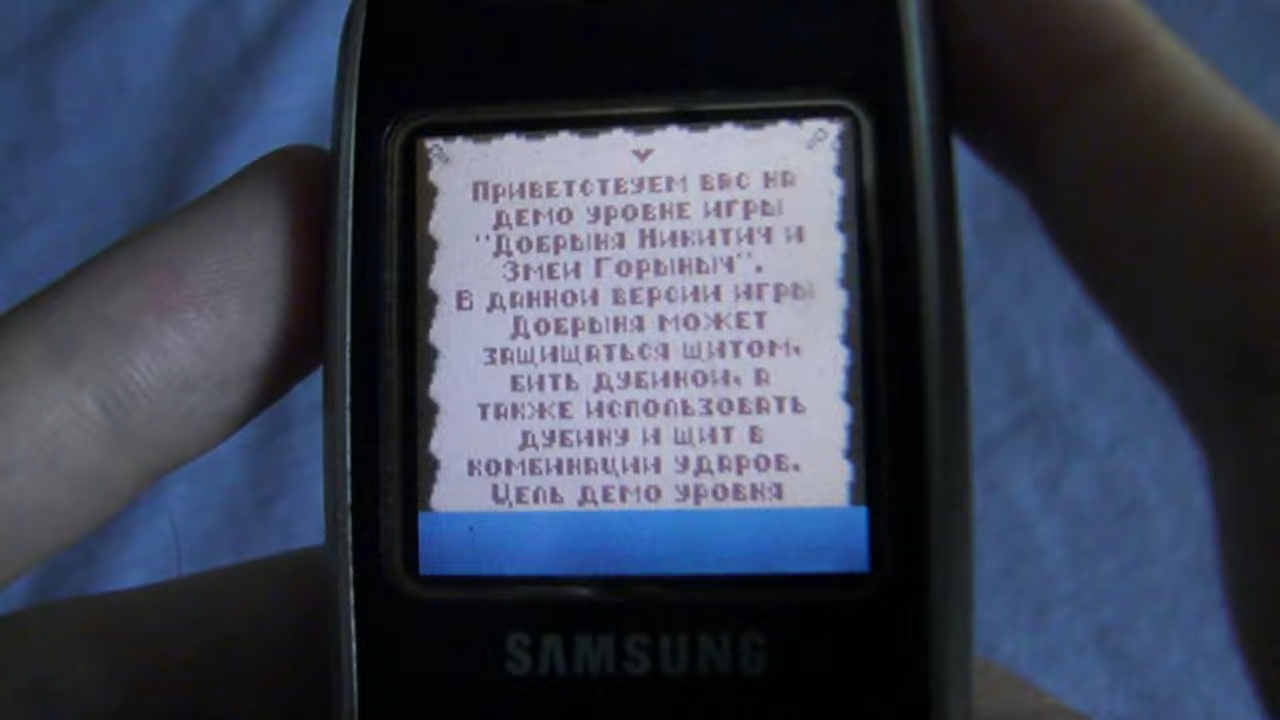 Приветствуем вас на
демо уровне игры
"Добрыня Никитич и
Змей Горыныч".
В данной версии игры
Добрыня может
защищаться щитом,
бить дубиной, а
также использовать
дубину и щит в
комбинации ударов.
Цель демо уровня
SAMSUNG